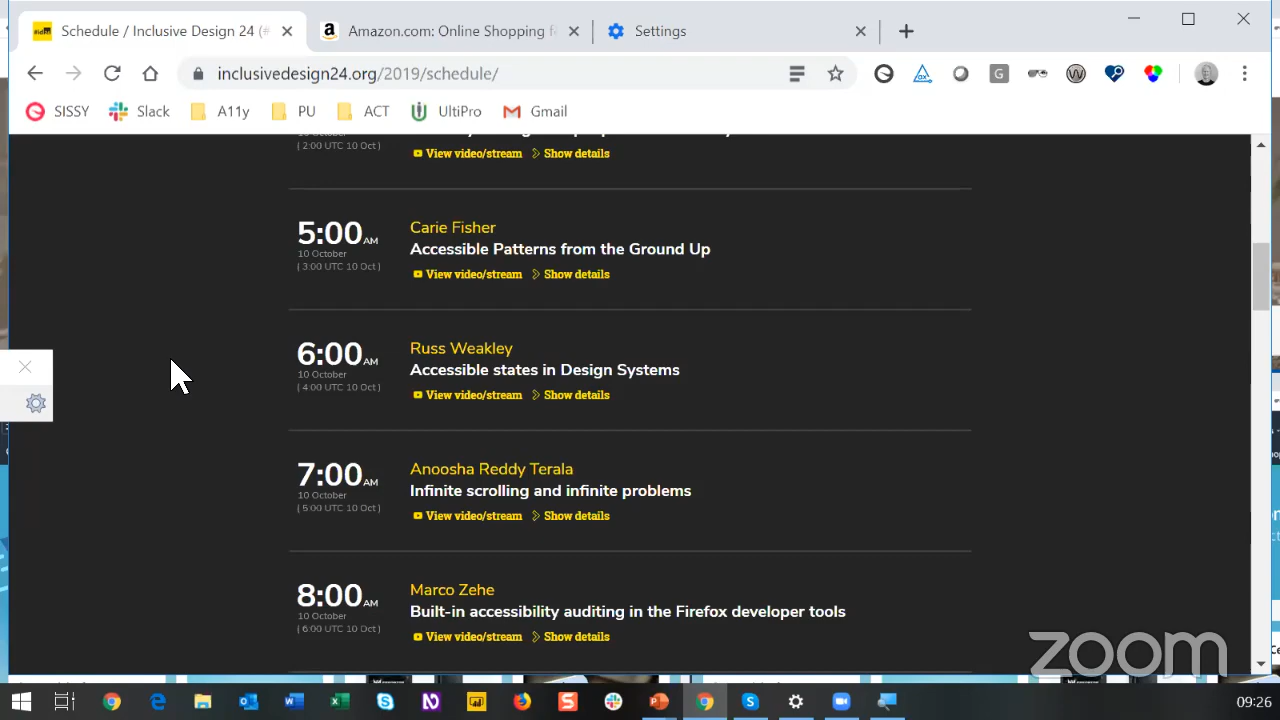 Schedule / Inclusive Design 24 (#
Amazon.com: Online Shopping f
Settings
inclusivedesign24.org/2019/schedule/
SISSY
Slack
A11y
PU
ACT
UltiPro
Gmail
( 2:00 UTC 10 Oct )
View video/stream
Show details
5:00 AM
10 October
( 3:00 UTC 10 Oct )
Carie Fisher
Accessible Patterns from the Ground Up
View video/stream
Show details
6:00 AM
10 October
( 4:00 UTC 10 Oct )
Russ Weakley
Accessible states in Design Systems
View video/stream
Show details
7:00 AM
10 October
( 5:00 UTC 10 Oct )
Anoosha Reddy Terala
Infinite scrolling and infinite problems
View video/stream
Show details
8:00 AM
10 October
( 6:00 UTC 10 Oct )
Marco Zehe
Built-in accessibility auditing in the Firefox developer tools
View video/stream
Show details
zoom
09:26